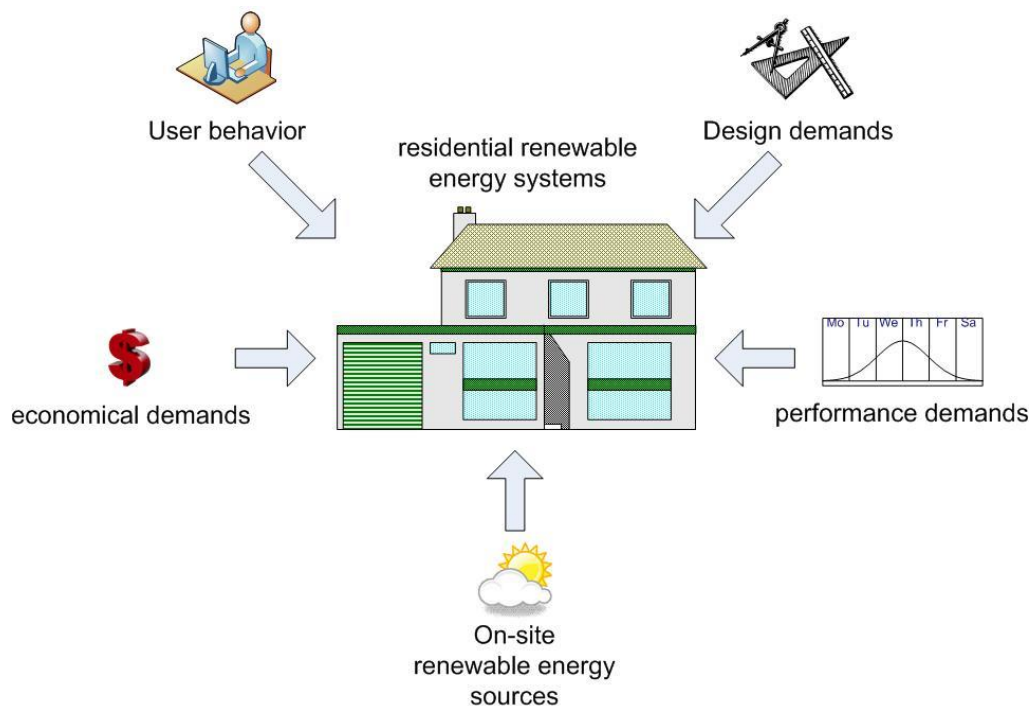 User behavior
Design demands
residential renewable
energy systems
Mo Tu We Th Fr Sa
$
economical demands
performance demands
On-site
renewable energy
sources